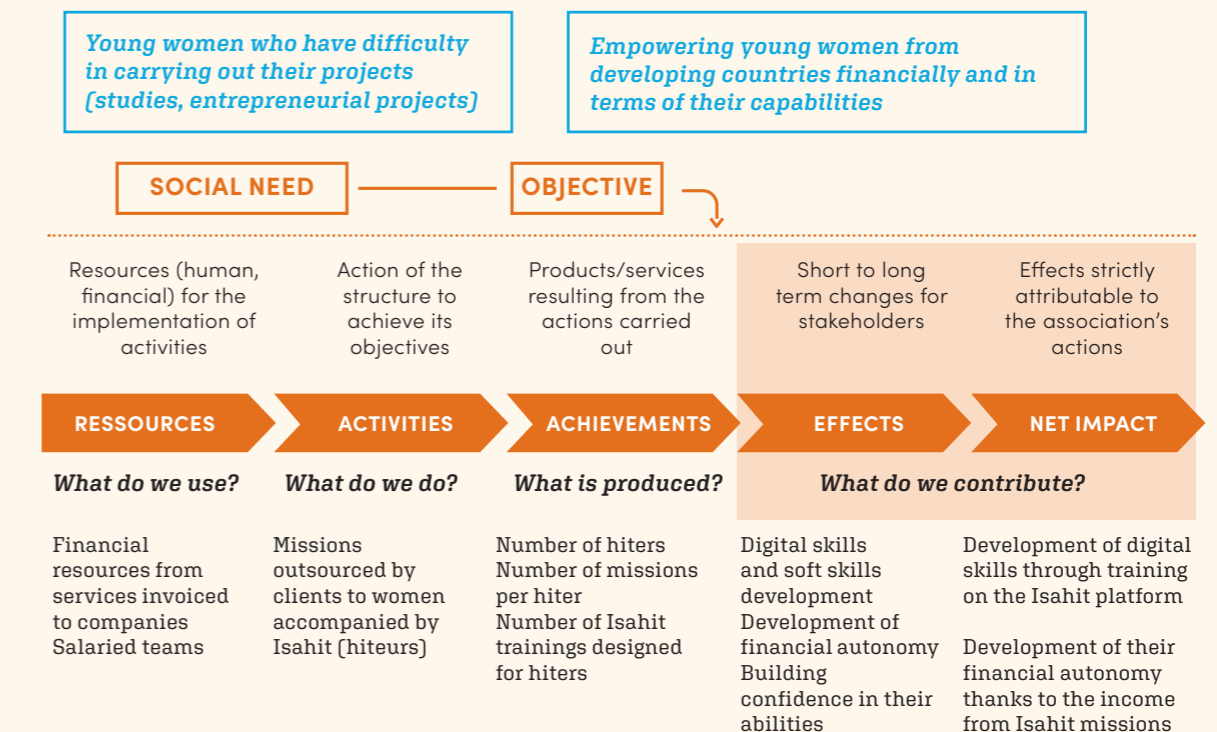 Young women who have difficulty
in carrying out their projects
(studies, entrepreneurial projects)
Empowering young women from
developing countries financially and in
terms of their capabilities
SOCIAL NEED
OBJECTIVE
Resources (human,
financial) for the
implementation of
activities
Action of the
structure to
achieve its
objectives
Products/services
resulting from the
actions carried
out
Short to long
term changes for
stakeholders
Effects strictly
attributable to
the association's
actions
RESSOURCES
ACTIVITIES
ACHIEVEMENTS
EFFECTS
NET IMPACT
What do we use?
What do we do?
What is produced?
What do we contribute?
Financial
resources from
services invoiced
to companies
Salaried teams
Missions
outsourced by
clients to women
accompanied by
Isahit (hiteurs)
Number of hiters
Number of missions
per hiter
Number of Isahit
trainings designed
for hiters
Digital skills
and soft skills
development
Development of
financial autonomy
Building
confidence in their
abilities
Development of digital
skills through training
on the Isahit platform
Development of their
financial autonomy
thanks to the income
from Isahit missions